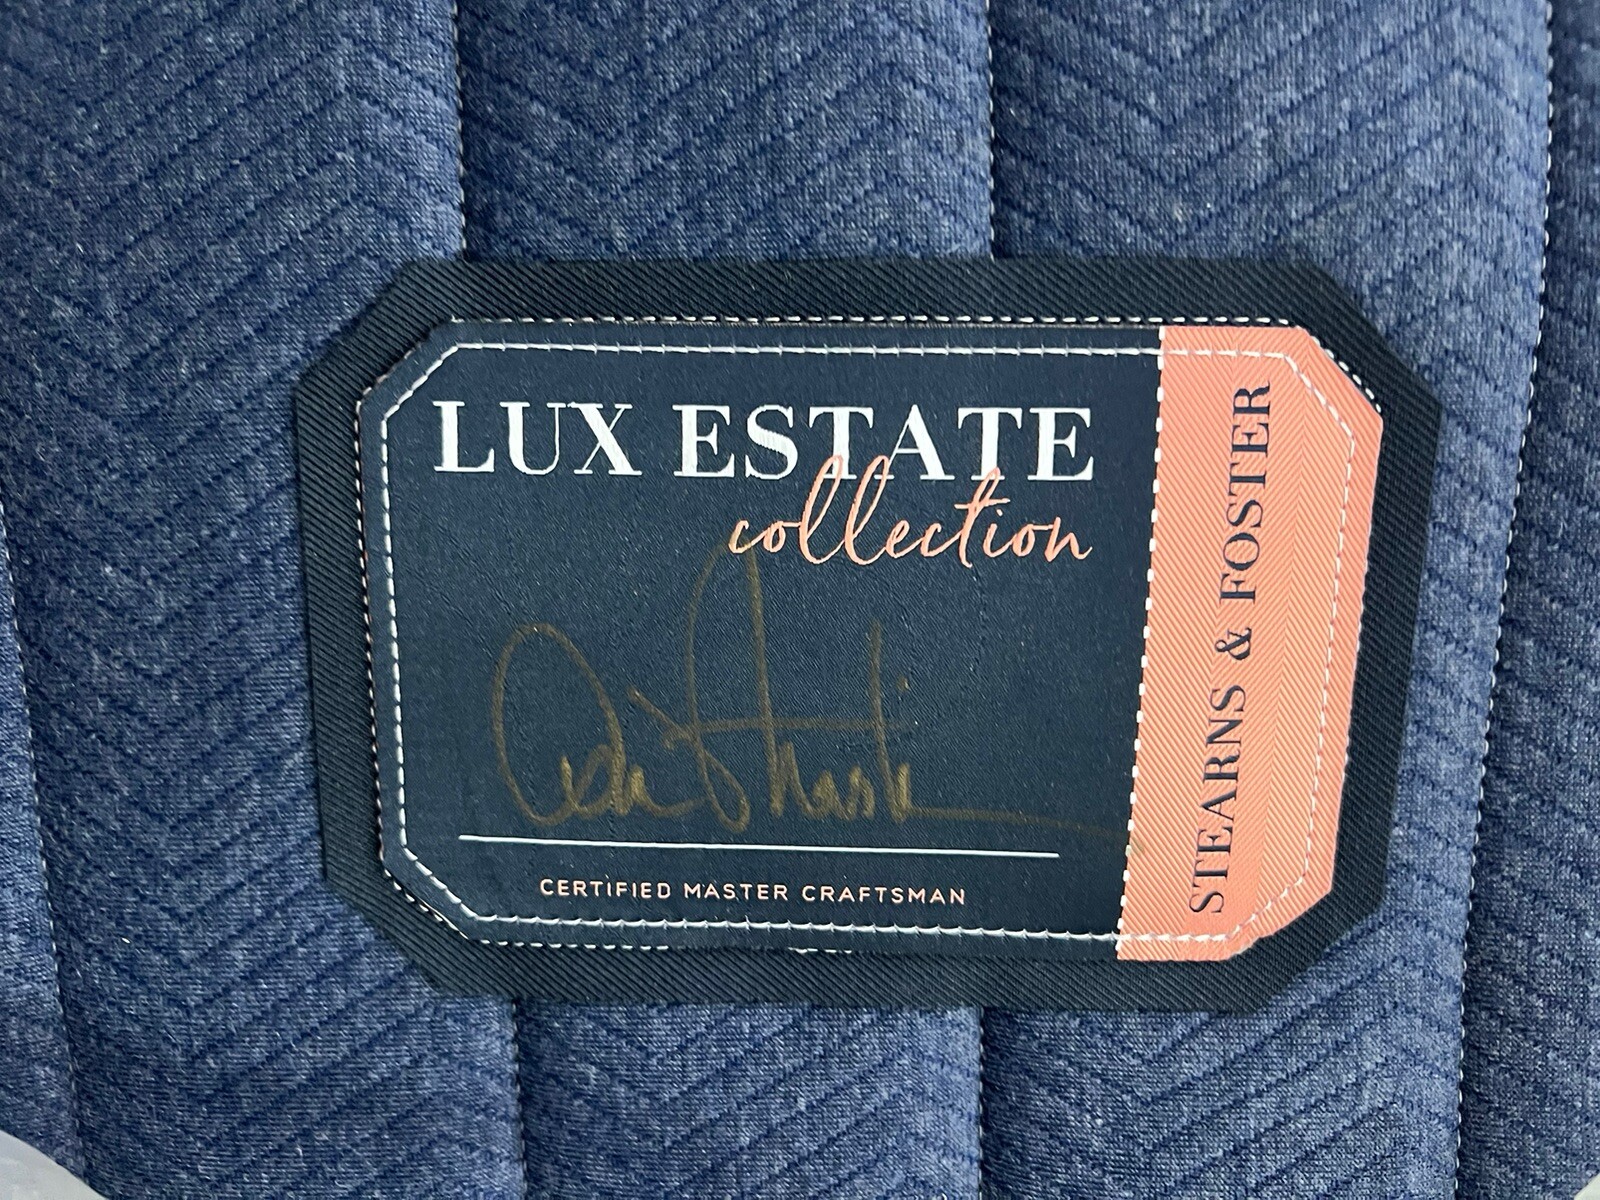 LUX ESTATE
collection
CERTIFIED MASTER CRAFTSMAN
STEARNS & FOSTER